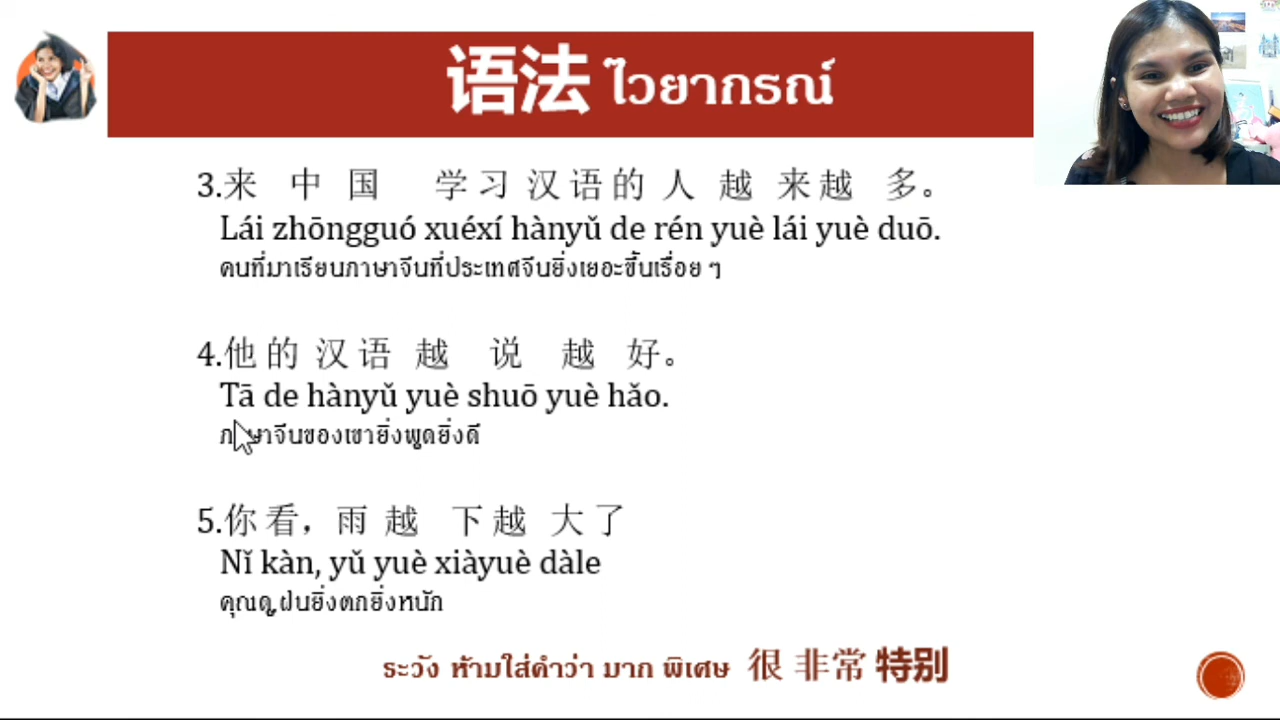 语法 ไวยากรณ์
3.来 中 国 学习 汉语的 人 越 来越 多。
Lái zhōngguó xuéxí hànyǔ de rén yuè lái yuè duō.
คนที่มาเรียนภาษาจีนที่ประเทศจีนยิ่งเยอะขึ้นเรื่อย ๆ
4.他的 汉语 越 说 越 好。
Tā de hànyǔ yuè shuō yuè hǎo.
ภาษาจีนของเขายิ่งพูดยิ่งดี
5.你看，雨 越 下越 大了
Nǐ kàn, yǔ yuè xiàyuè dàle
คุณดู,ฝนยิ่งตกยิ่งหนัก
ระวัง ห้ามใส่คำว่า มาก พิเศษ 很 非常 特别